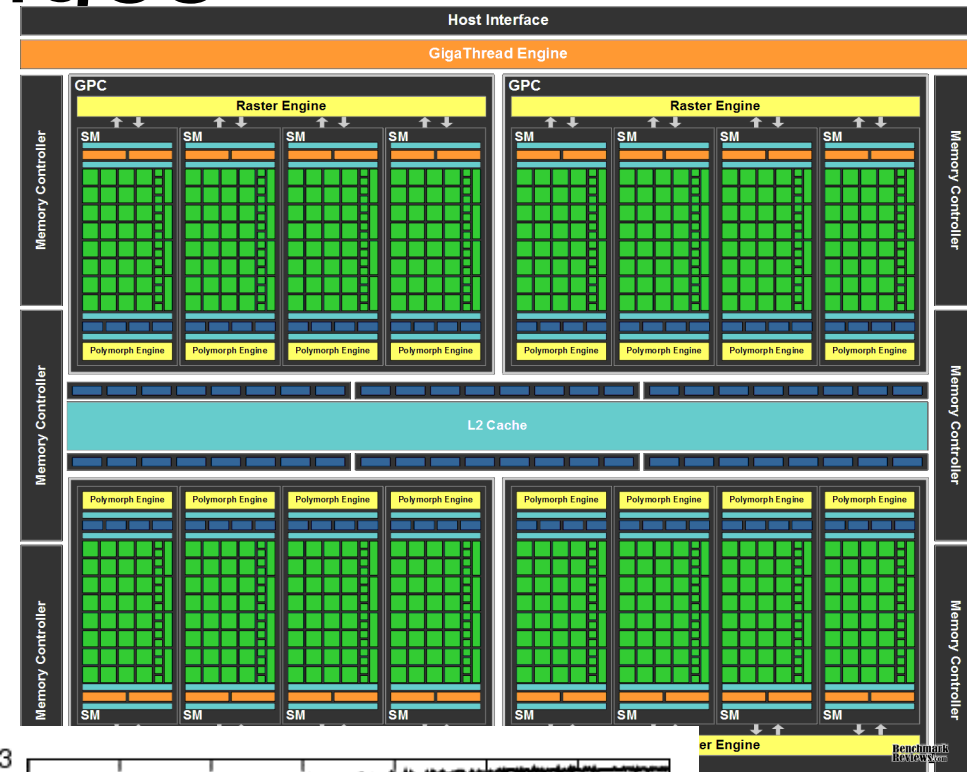 Host Interface
GigaThread Engine
GPC GPC
Raster Engine Raster Engine
SM SM SM SM SM SM SM SM
Memory Controller Memory Controller
Polymorph Engine Polymorph Engine Polymorph Engine Polymorph Engine Polymorph Engine Polymorph Engine Polymorph Engine Polymorph Engine
Memory Controller Memory Controller
L2 Cache
Polymorph Engine Polymorph Engine Polymorph Engine Polymorph Engine Polymorph Engine Polymorph Engine Polymorph Engine Polymorph Engine
Memory Controller Memory Controller
SM SM SM SM SM SM SM SM
er Engine
Benchmark
Reviews.com
3